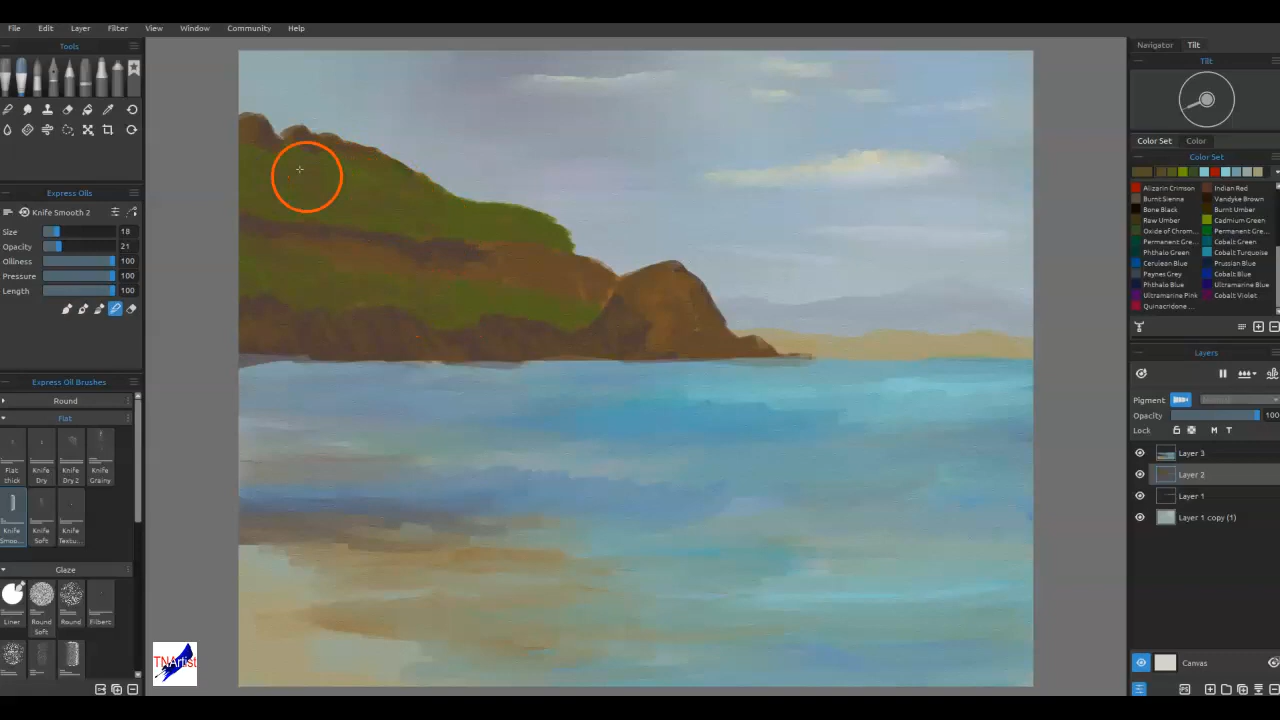 File Edit Layer Filter View Window Community Help
Tools
Express Oils
Knife Smooth 2
Size 18
Opacity 21
Oiliness 100
Pressure 100
Length 100
Express Oil Brushes
Round
Flat
Flat thick
Knife Dry
Knife Dry 2
Knife Grainy
Knife Smoo...
Knife Soft
Knife Textu...
Glaze
Liner
Round Soft
Round
Filbert
TNArtist
Navigator Tilt
Tilt
Color Set Color
Color Set
Alizarin Crimson Indian Red
Burnt Sienna Vandyke Brown
Bone Black Burnt Umber
Raw Umber Cadmium Green
Oxide of Chrom... Permanent Gre...
Permanent Gre... Cobalt Green
Phthalo Green Cobalt Turquoise
Cerulean Blue Prussian Blue
Paynes Grey Cobalt Blue
Phthalo Blue Ultramarine Blue
Ultramarine Pink Cobalt Violet
Quinacridone ...
Layers
Pigment
Opacity 100
Lock M T
Layer 3
Layer 2
Layer 1
Layer 1 copy (1)
Canvas